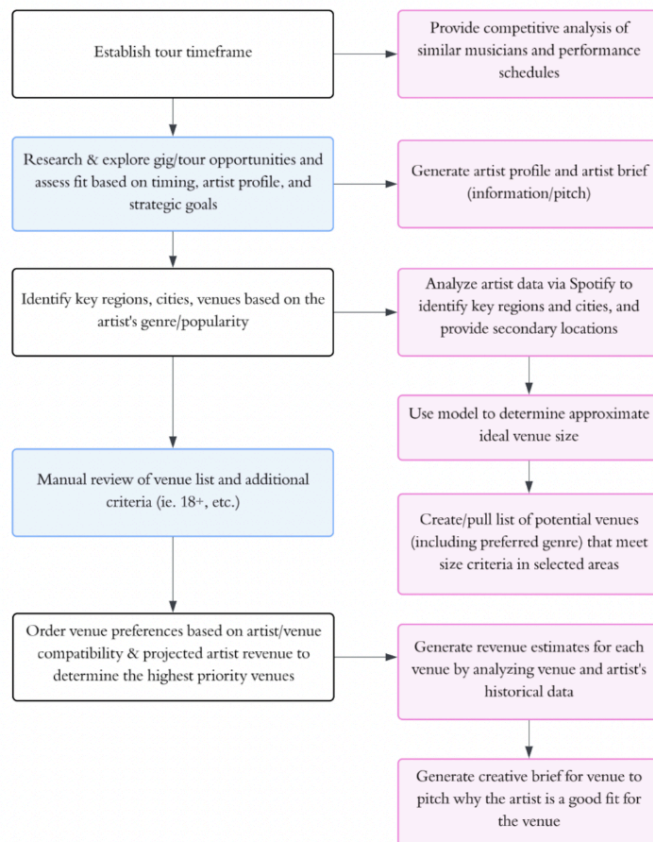 Establish tour timeframe
Provide competitive analysis of
similar musicians and performance
schedules
Research & explore gig/tour opportunities and
assess fit based on timing, artist profile, and
strategic goals
Generate artist profile and artist brief
(information/pitch)
Identify key regions, cities, venues based on the
artist's genre/popularity
Analyze artist data via Spotify to
identify key regions and cities, and
provide secondary locations
Use model to determine approximate
ideal venue size
Manual review of venue list and additional
criteria (ie. 18+, etc.)
Create/pull list of potential venues
(including preferred genre) that meet
size criteria in selected areas
Order venue preferences based on artist/venue
compatibility & projected artist revenue to
determine the highest priority venues
Generate revenue estimates for each
venue by analyzing venue and artist's
historical data
Generate creative brief for venue to
pitch why the artist is a good fit for
the venue